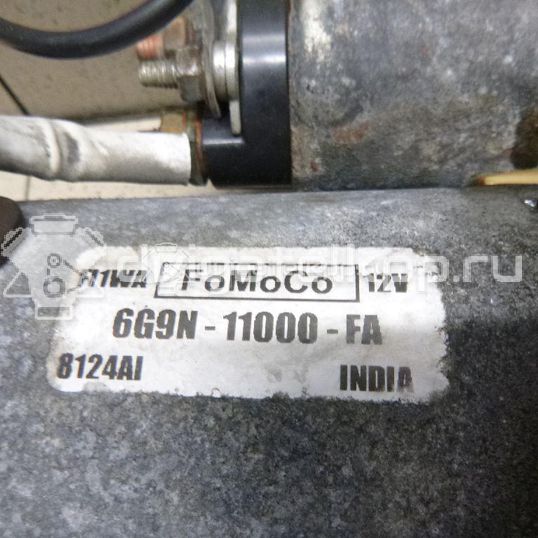 FoMoCo 12V
6G9N-11000-FA
8124AI INDIA